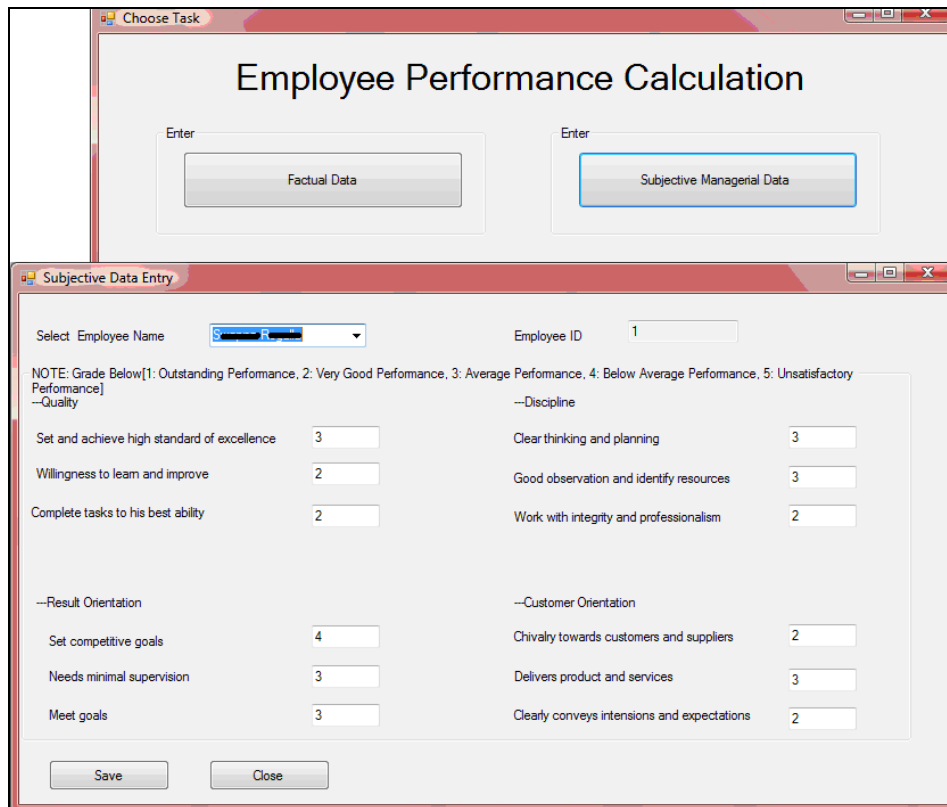 Choose Task
Employee Performance Calculation
Enter
Enter
Factual Data
Subjective Managerial Data
Subjective Data Entry
Select Employee Name
Employee ID
1
NOTE: Grade Below[1: Outstanding Performance, 2: Very Good Performance, 3: Average Performance, 4: Below Average Performance, 5: Unsatisfactory
Performance]
---Quality
---Discipline
Set and achieve high standard of excellence 3
Clear thinking and planning 3
Willingness to learn and improve 2
Good observation and identify resources 3
Complete tasks to his best ability 2
Work with integrity and professionalism 2
---Result Orientation
---Customer Orientation
Set competitive goals 4
Chivalry towards customers and suppliers 2
Needs minimal supervision 3
Delivers product and services 3
Meet goals 3
Clearly conveys intensions and expectations 2
Save
Close